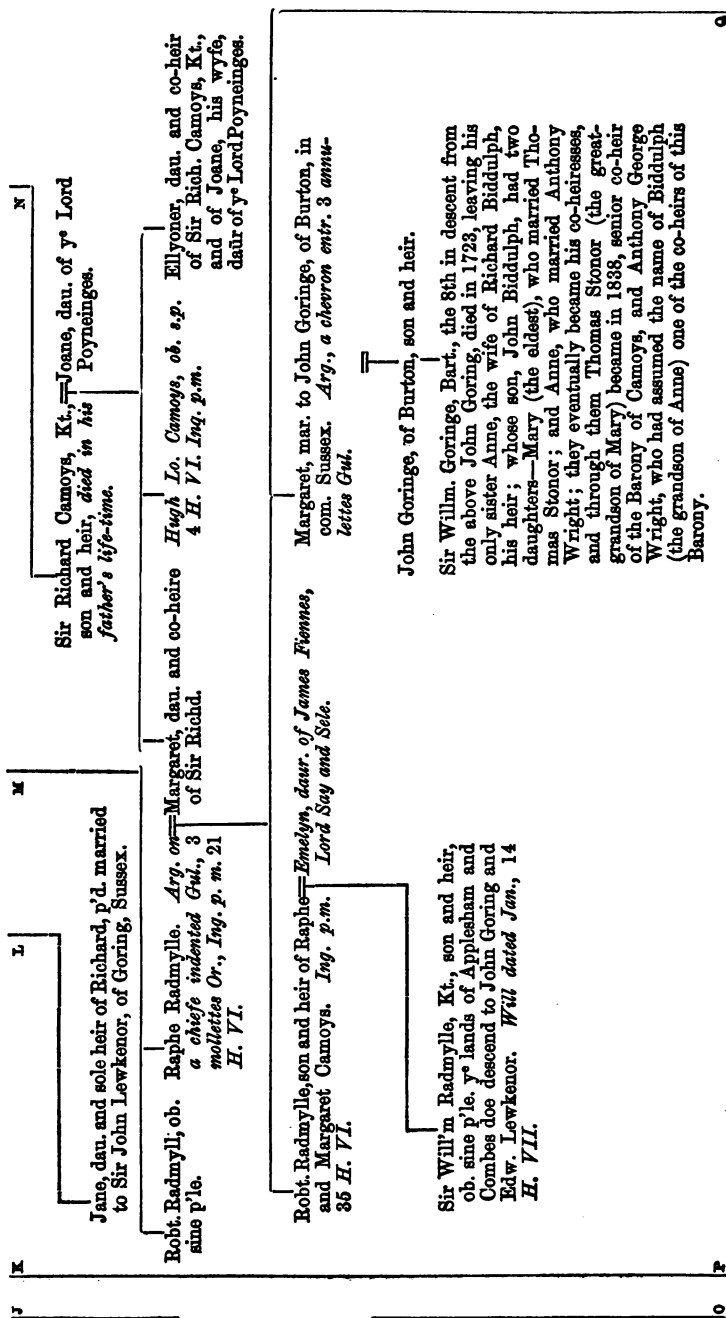 J
K
L
M
N
Jane, dau. and sole heir of Richard, p'd. married
to Sir John Lewkenor, of Goring, Sussex.
Sir Richard Camoys, Kt.,
son and heir, died in his
father's life-time.
Joane, dau. of yᵉ Lord
Poyneinges.
Robt. Radmyll; ob.
sine p'le.
Raphe Radmylle. Arg. on
a chiefe indented Gul., 3
mollettes Or., Inq. p. m. 21
H. VI.
Margaret, dau. and co-heire
of Sir Richd.
Hugh Lo. Camoys, ob. s.p.
4 H. VI. Inq. p.m.
Ellyoner, dau. and co-heir
of Sir Rich. Camoys, Kt.,
and of Joane, his wyfe,
daūr of yᵉ Lord Poyneinges.
Robt. Radmylle, son and heir of Raphe
and Margaret Camoys. Inq. p.m.
35 H. VI.
Emelyn, daur. of James Fiennes,
Lord Say and Sele.
Margaret, mar. to John Goringe, of Burton, in
com. Sussex. Arg., a chevron entr. 3 annu-
lettes Gul.
Sir Will'm Radmylle, Kt., son and heir,
ob. sine p'le. yᵉ lands of Applesham and
Combes doe descend to John Goring and
Edw. Lewkenor. Will dated Jan., 14
H. VII.
John Goringe, of Burton, son and heir.
Sir Willm. Goringe, Bart., the 8th in descent from
the above John Goring, died in 1723, leaving his
only sister Anne, the wife of Richard Biddulph,
his heir; whose son, John Biddulph, had two
daughters—Mary (the eldest), who married Tho-
mas Stonor; and Anne, who married Anthony
Wright; they eventually became his co-heiresses,
and through them Thomas Stonor (the great-
grandson of Mary) became in 1838, senior co-heir
of the Barony of Camoys, and Anthony George
Wright, who had assumed the name of Biddulph
(the grandson of Anne) one of the co-heirs of this
Barony.
O
P
Q